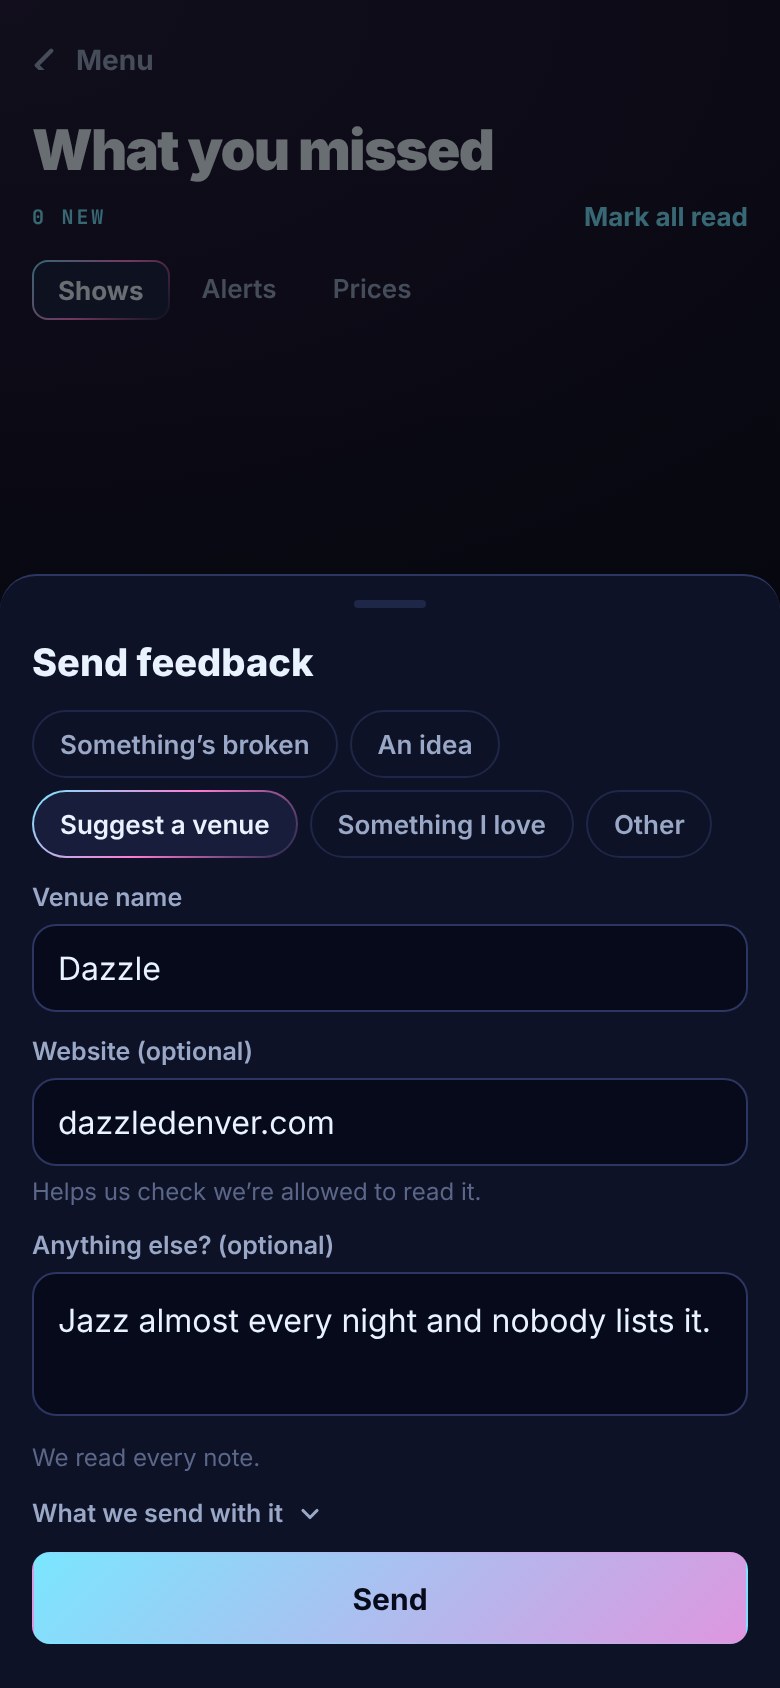 Menu
What you missed
0 NEW
Mark all read
Shows
Alerts
Prices
Send feedback
Something’s broken
An idea
Suggest a venue
Something I love
Other
Venue name
Dazzle
Website (optional)
dazzledenver.com
Helps us check we’re allowed to read it.
Anything else? (optional)
Jazz almost every night and nobody lists it.
We read every note.
What we send with it
Send